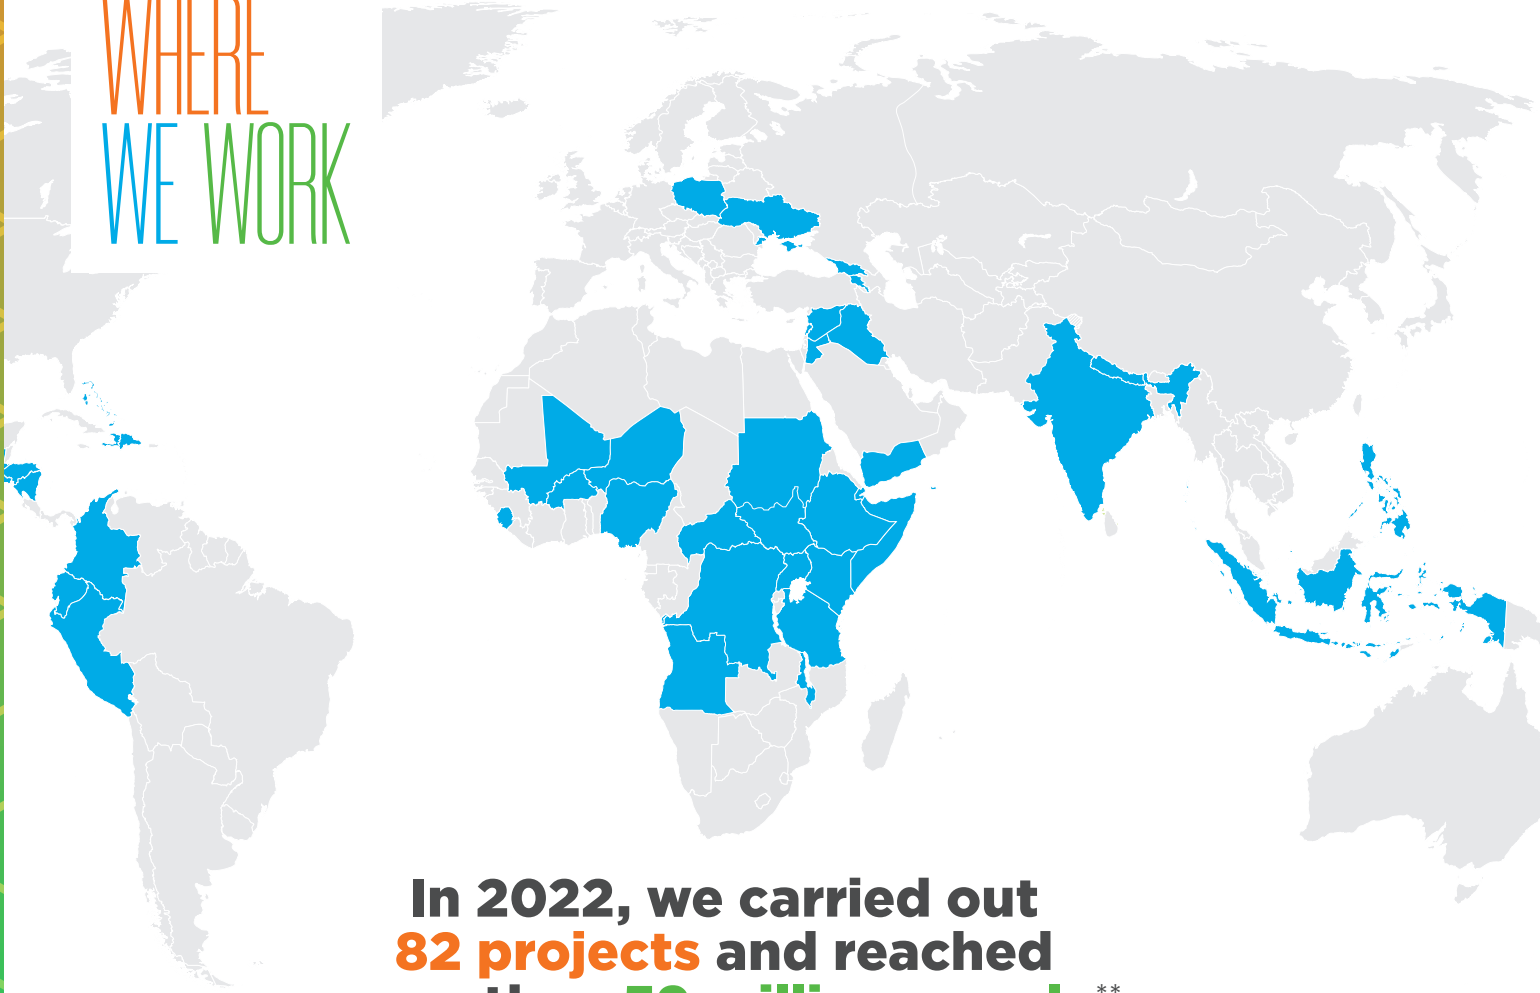 WHERE
WE WORK
In 2022, we carried out
82 projects and reached
**